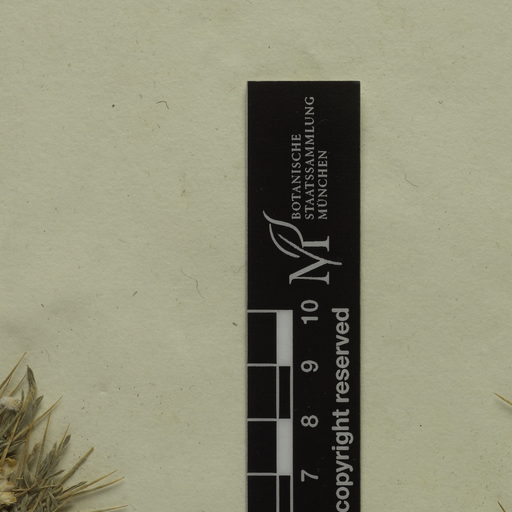 BOTANISCHE
STAATSSAMMLUNG
MÜNCHEN
M
10
9
8
7
copyright reserved